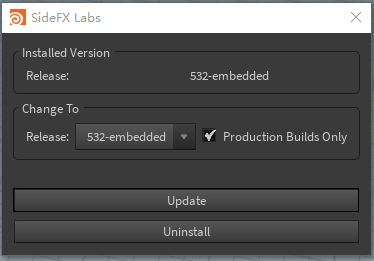 SideFX Labs
Installed Version
Release: 532-embedded
Change To
Release: 532-embedded Production Builds Only
Update
Uninstall